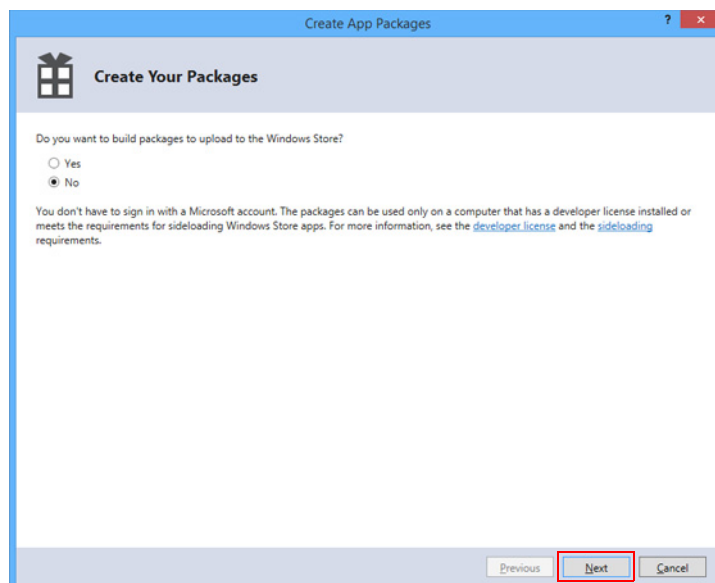 Create App Packages
?
Create Your Packages
Do you want to build packages to upload to the Windows Store?
Yes
No
You don't have to sign in with a Microsoft account. The packages can be used only on a computer that has a developer license installed or
meets the requirements for sideloading Windows Store apps. For more information, see the developer license and the sideloading
requirements.
Previous Next Cancel